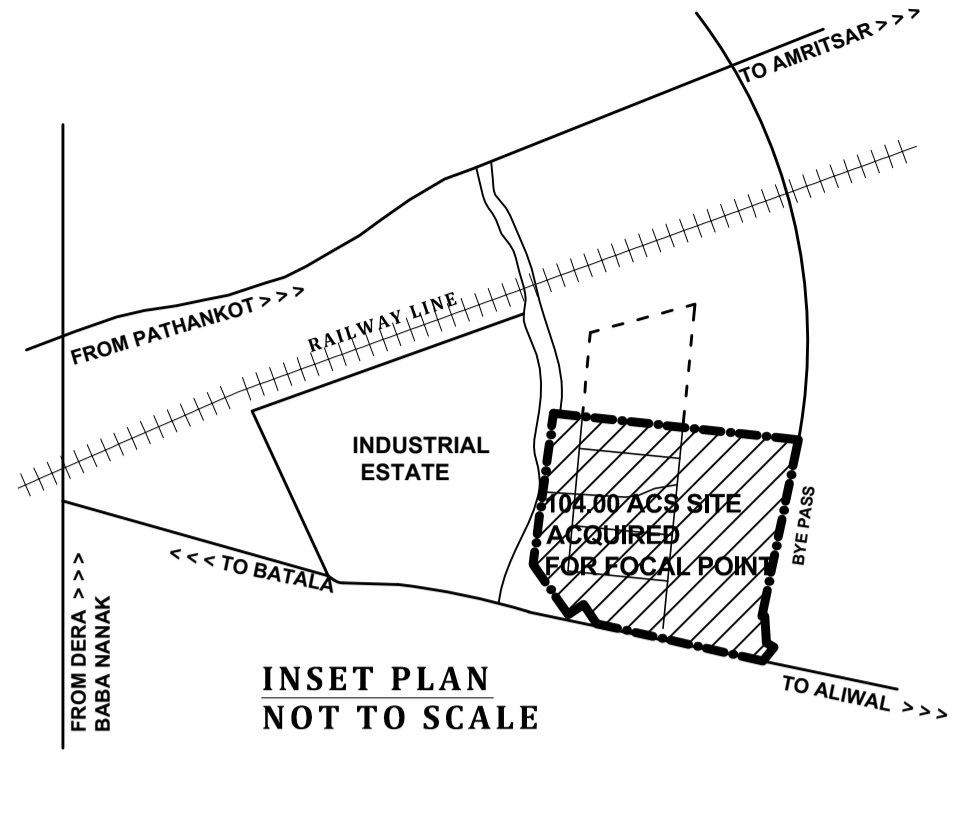 TO AMRITSAR > > >
FROM PATHANKOT > > >
RAILWAY LINE
INDUSTRIAL
ESTATE
104.00 ACS SITE
ACQUIRED
FOR FOCAL POINT
BYE PASS
< < < TO BATALA
FROM DERA > > >
BABA NANAK
INSET PLAN
NOT TO SCALE
TO ALIWAL > > >